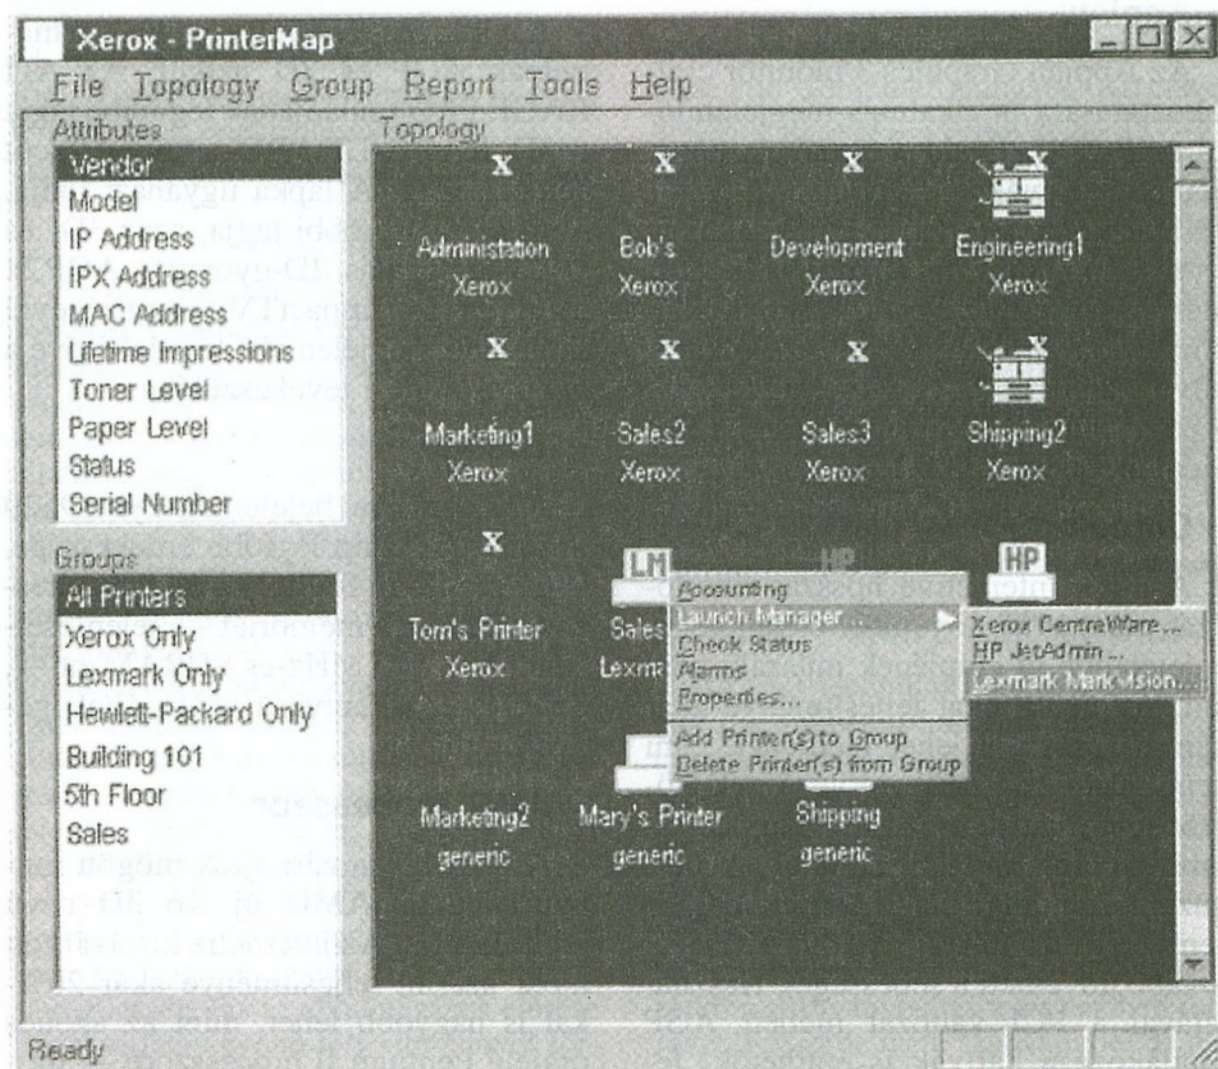 Xerox - PrinterMap
File Topology Group Report Tools Help
Attributes
Vendor
Model
IP Address
IPX Address
MAC Address
Lifetime Impressions
Toner Level
Paper Level
Status
Serial Number
Groups
All Printers
Xerox Only
Lexmark Only
Hewlett-Packard Only
Building 101
5th Floor
Sales
Topology
X X X X
Administation Bob's Development Engineering1
Xerox Xerox Xerox Xerox
X X X X
Marketing1 Sales2 Sales3 Shipping2
Xerox Xerox Xerox Xerox
X LM HP HP
Tom's Printer Sales
Xerox Lexma
Accounting
Launch Manager
Check Status
Alarms
Properties...
Add Printer(s) to Group
Delete Printer(s) from Group
Xerox CentreWare...
HP JetAdmin...
Lexmark MarkVision...
Marketing2 Mary's Printer Shipping
generic generic generic
Ready